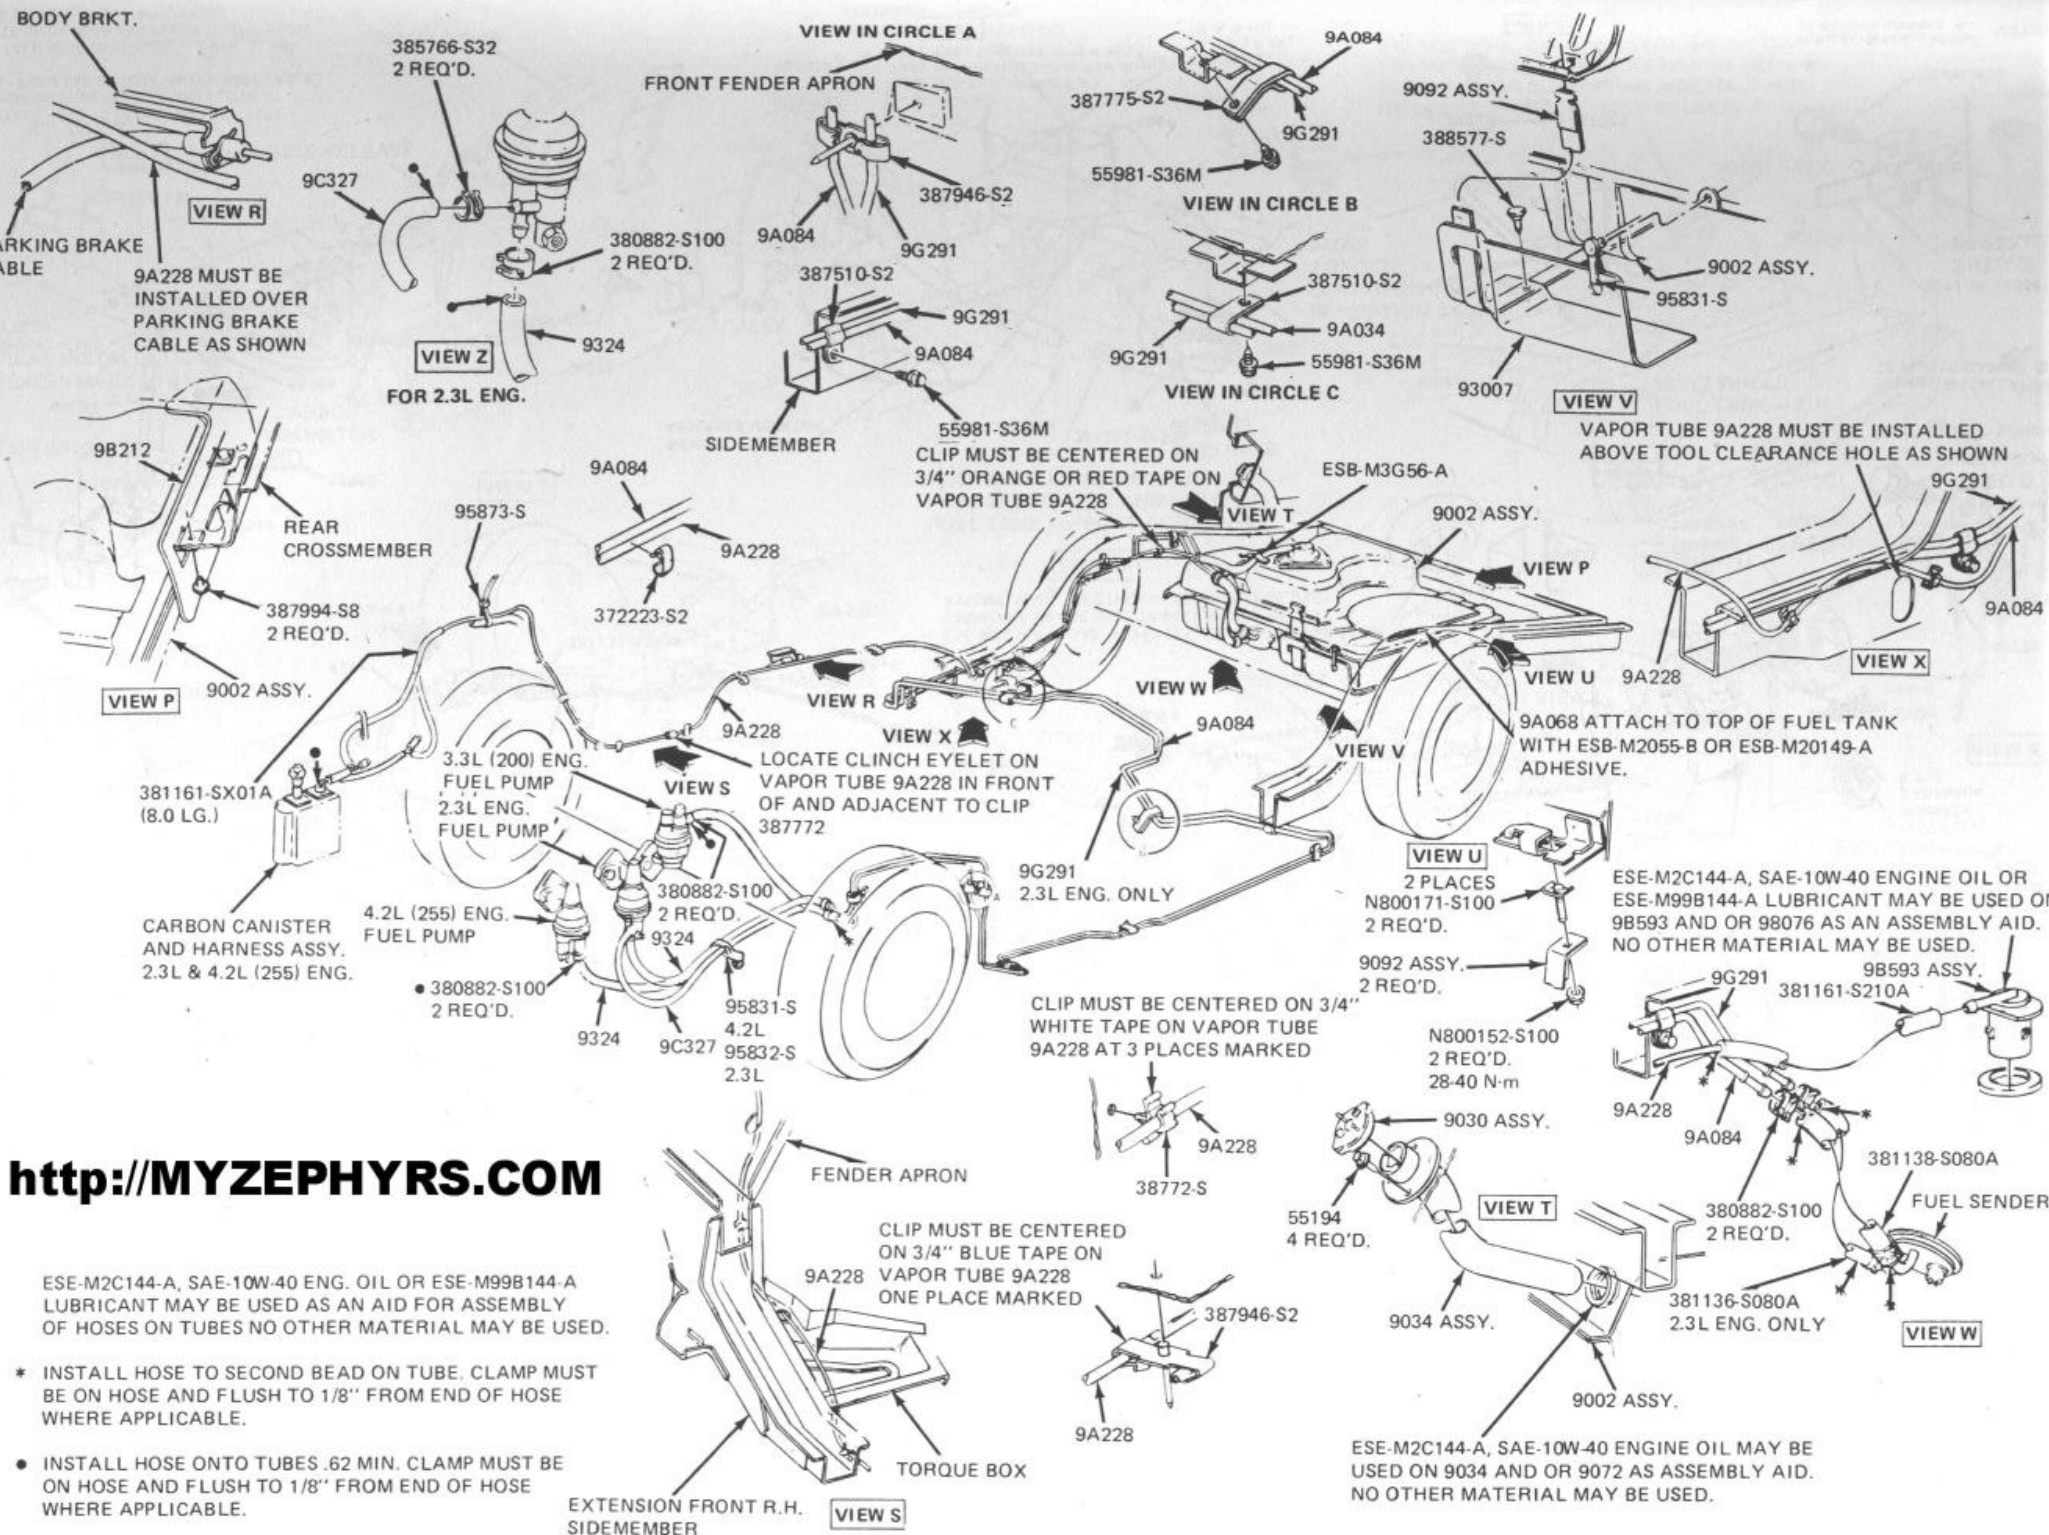 BODY BRKT.
385766-S32
2 REQ'D.
VIEW IN CIRCLE A
FRONT FENDER APRON
9A084
387775-S2
9G291
55981-S36M
VIEW IN CIRCLE B
9092 ASSY.
388577-S
9C327
VIEW R
CABLE
PARKING BRAKE
9A228 MUST BE
INSTALLED OVER
PARKING BRAKE
CABLE AS SHOWN
380882-S100
2 REQ'D.
9324
VIEW Z
FOR 2.3L ENG.
387946-S2
9A084
9G291
387510-S2
9G291
9A084
SIDEMEMBER
55981-S36M
387510-S2
9G291
9A034
55981-S36M
VIEW IN CIRCLE C
9002 ASSY.
95831-S
93007
VIEW V
VAPOR TUBE 9A228 MUST BE INSTALLED
ABOVE TOOL CLEARANCE HOLE AS SHOWN
9G291
9A084
9A228
VIEW X
9B212
REAR
CROSSMEMBER
387994-S8
2 REQ'D.
9002 ASSY.
VIEW P
95873-S
9A084
9A228
372223-S2
CLIP MUST BE CENTERED ON
3/4" ORANGE OR RED TAPE ON
VAPOR TUBE 9A228
VIEW T
ESB-M3G56-A
9002 ASSY.
VIEW P
VIEW U
VIEW R
VIEW W
VIEW X
VIEW V
9A084
9A228
VIEW S
LOCATE CLINCH EYELET ON
VAPOR TUBE 9A228 IN FRONT
OF AND ADJACENT TO CLIP
387772
9A068 ATTACH TO TOP OF FUEL TANK
WITH ESB-M2055-B OR ESB-M20149-A
ADHESIVE.
381161-SX01A
(8.0 LG.)
3.3L (200) ENG.
FUEL PUMP
2.3L ENG.
FUEL PUMP
C
A
9G291
2.3L ENG. ONLY
CARBON CANISTER
AND HARNESS ASSY.
2.3L & 4.2L (255) ENG.
4.2L (255) ENG.
FUEL PUMP
380882-S100
2 REQ'D.
9324
● 380882-S100
2 REQ'D.
9324
9C327
95831-S
4.2L
95832-S
2.3L
VIEW U
2 PLACES
N800171-S100
2 REQ'D.
9092 ASSY.
2 REQ'D.
N800152-S100
2 REQ'D.
28-40 N·m
ESE-M2C144-A, SAE-10W-40 ENGINE OIL OR
ESE-M99B144-A LUBRICANT MAY BE USED ON
9B593 AND OR 98076 AS AN ASSEMBLY AID.
NO OTHER MATERIAL MAY BE USED.
9G291
9B593 ASSY.
381161-S210A
9A228
9A084
380882-S100
2 REQ'D.
381138-S080A
FUEL SENDER
381136-S080A
2.3L ENG. ONLY
VIEW W
CLIP MUST BE CENTERED ON 3/4"
WHITE TAPE ON VAPOR TUBE
9A228 AT 3 PLACES MARKED
9A228
38772-S
9030 ASSY.
55194
4 REQ'D.
VIEW T
9034 ASSY.
9002 ASSY.
ESE-M2C144-A, SAE-10W-40 ENGINE OIL MAY BE
USED ON 9034 AND OR 9072 AS ASSEMBLY AID.
NO OTHER MATERIAL MAY BE USED.
http://MYZEPHYRS.COM
FENDER APRON
9A228
CLIP MUST BE CENTERED
ON 3/4" BLUE TAPE ON
VAPOR TUBE 9A228
ONE PLACE MARKED
387946-S2
9A228
TORQUE BOX
EXTENSION FRONT R.H.
SIDEMEMBER
VIEW S
ESE-M2C144-A, SAE-10W-40 ENG. OIL OR ESE-M99B144-A
LUBRICANT MAY BE USED AS AN AID FOR ASSEMBLY
OF HOSES ON TUBES NO OTHER MATERIAL MAY BE USED.
* INSTALL HOSE TO SECOND BEAD ON TUBE. CLAMP MUST
BE ON HOSE AND FLUSH TO 1/8" FROM END OF HOSE
WHERE APPLICABLE.
● INSTALL HOSE ONTO TUBES .62 MIN. CLAMP MUST BE
ON HOSE AND FLUSH TO 1/8" FROM END OF HOSE
WHERE APPLICABLE.